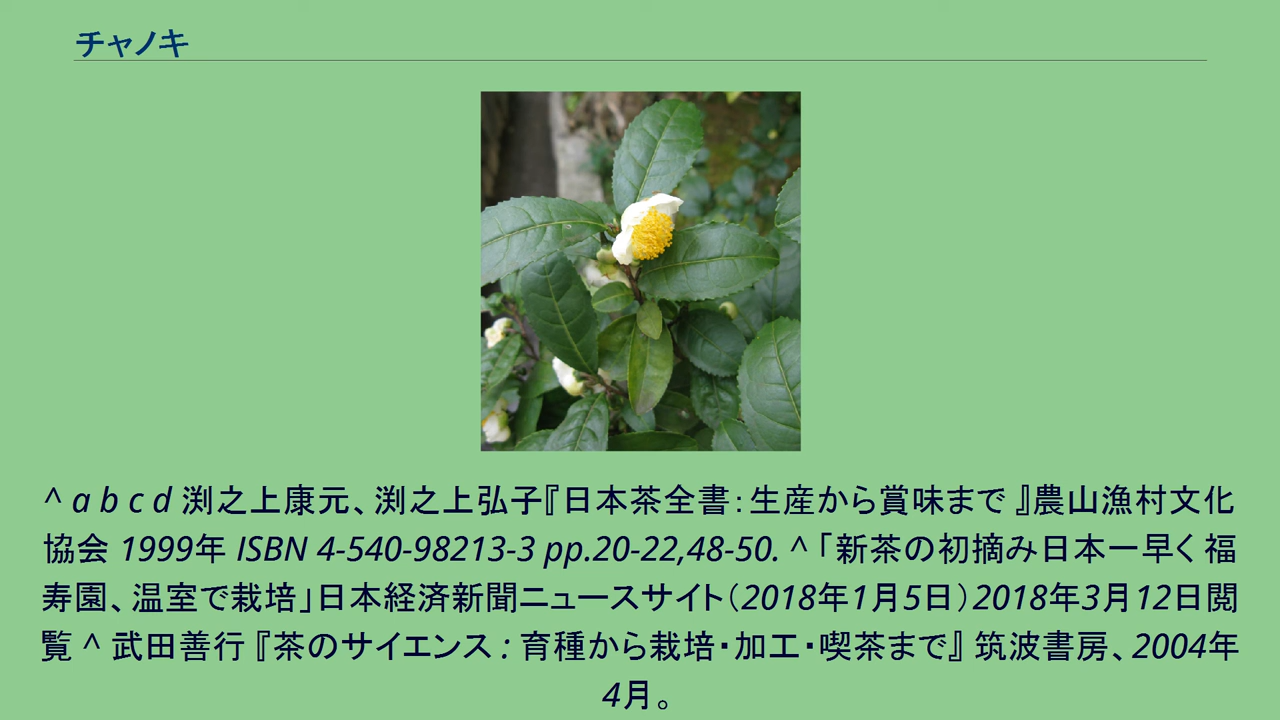 チャノキ
^ a b c d 渕之上康元、渕之上弘子『日本茶全書：生産から賞味まで 』農山漁村文化
協会 1999年 ISBN 4-540-98213-3 pp.20-22,48-50. ^ 「新茶の初摘み日本一早く 福
寿園、温室で栽培」日本経済新聞ニュースサイト（2018年1月5日）2018年3月12日閲
覧 ^ 武田善行 『茶のサイエンス : 育種から栽培・加工・喫茶まで』 筑波書房、2004年
4月。